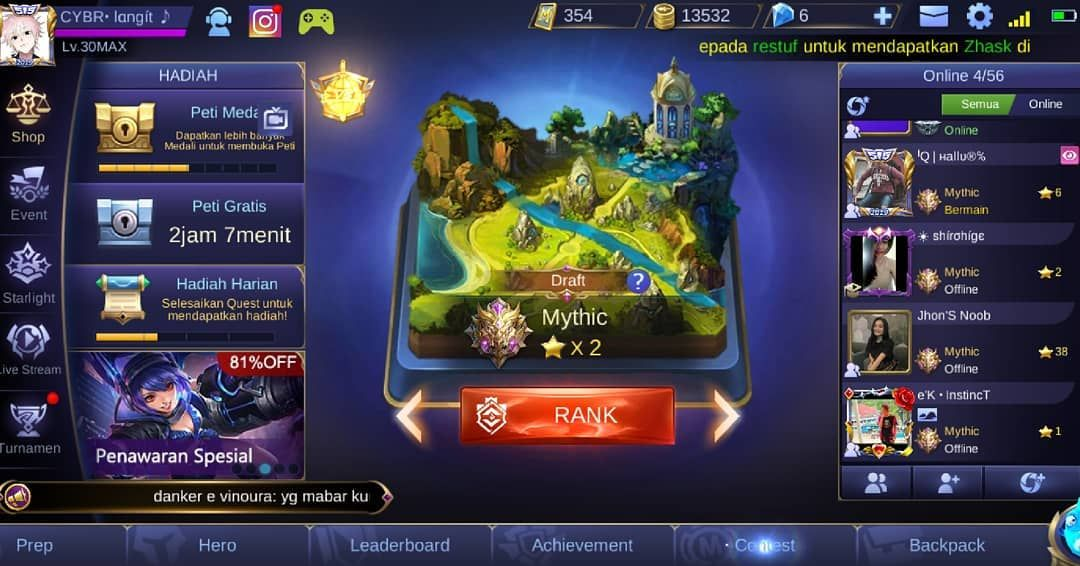 CYBR• langít ♪
Lv.30MAX
354
13532
6
epada restuf untuk mendapatkan Zhask di
Shop
Event
Starlight
Live Stream
Turnamen
HADIAH
Peti Meda
Dapatkan lebih banyak
Medali untuk membuka Peti
Peti Gratis
2jam 7menit
Hadiah Harian
Selesaikan Quest untuk
mendapatkan hadiah!
81%OFF
Penawaran Spesial
danker e vinoura: yg mabar ku
Draft
?
Mythic
X 2
RANK
Online 4/56
Semua
Online
Online
Mythic
6
Bermain
shírσhígє
Mythic
2
Offline
Jhon'S Noob
Mythic
38
Offline
e'K • InstincT
Mythic
1
Offline
Prep
Hero
Leaderboard
Achievement
Contest
Backpack